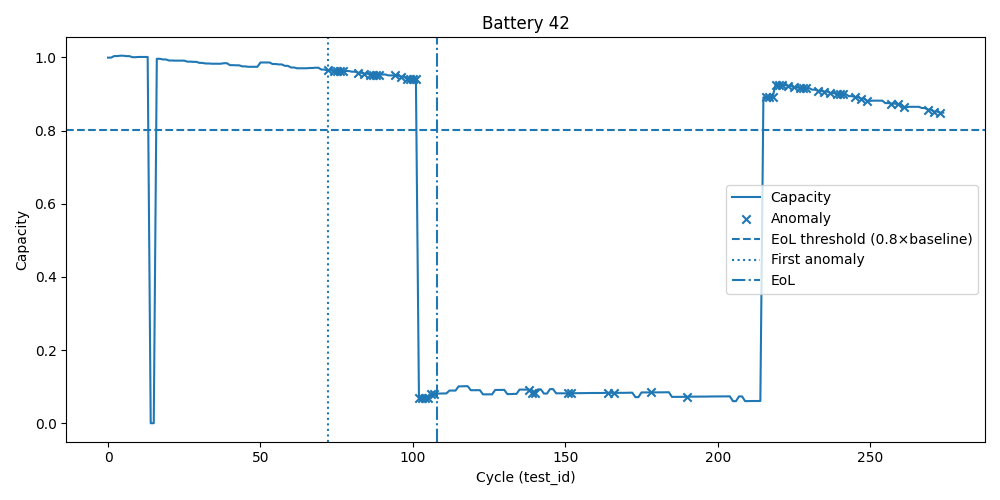 Battery 42
Capacity
1.0
0.8
0.6
0.4
0.2
0.0
Capacity
Anomaly
EoL threshold (0.8×baseline)
First anomaly
EoL
0 50 100 150 200 250
Cycle (test_id)